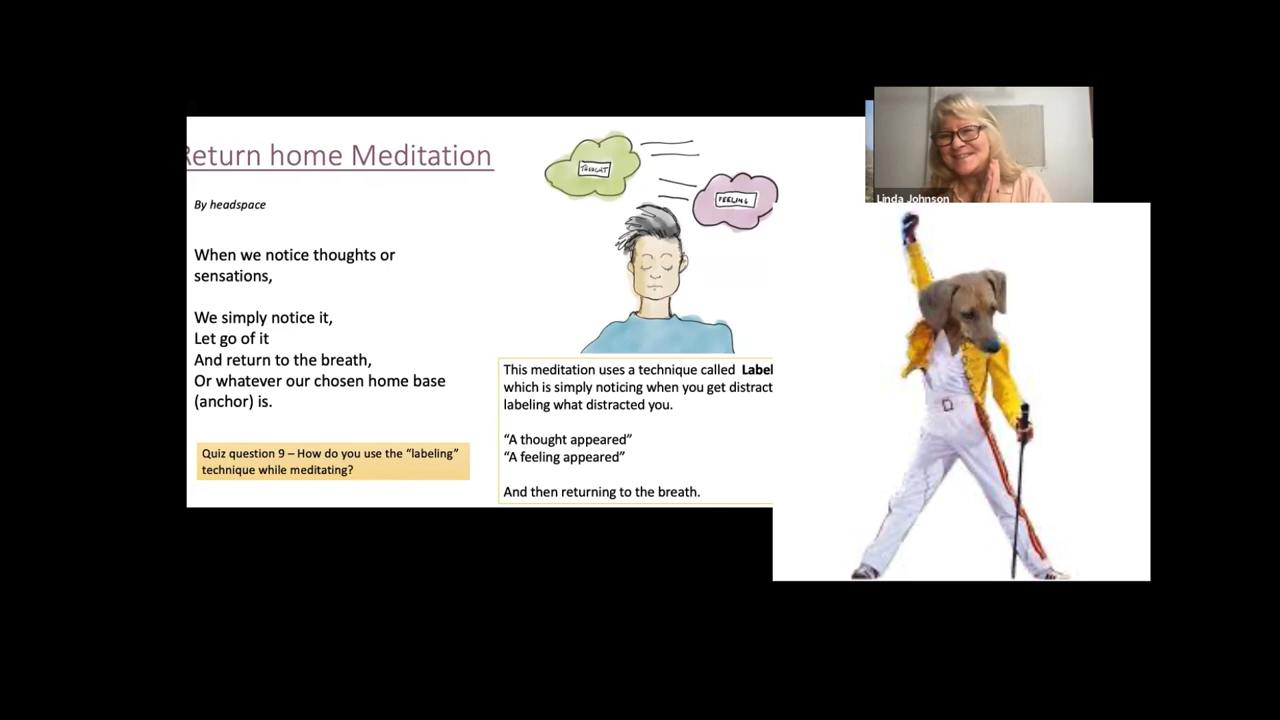 Return home Meditation
By headspace
When we notice thoughts or
sensations,
We simply notice it,
Let go of it
And return to the breath,
Or whatever our chosen home base
(anchor) is.
Quiz question 9 – How do you use the “labeling”
technique while meditating?
THOUGHT
FEELING
This meditation uses a technique called Label
which is simply noticing when you get distract
labeling what distracted you.
“A thought appeared”
“A feeling appeared”
And then returning to the breath.
Linda Johnson